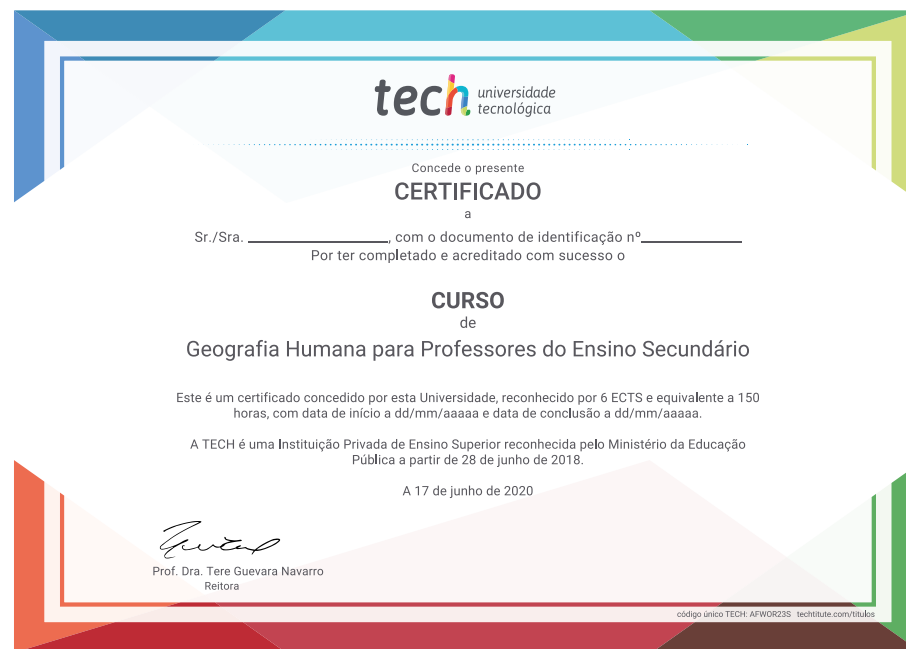 tech universidade
tecnológica
Concede o presente
CERTIFICADO
a
Sr./Sra. ________________, com o documento de identificação nº____________
Por ter completado e acreditado com sucesso o
CURSO
de
Geografia Humana para Professores do Ensino Secundário
Este é um certificado concedido por esta Universidade, reconhecido por 6 ECTS e equivalente a 150
horas, com data de início a dd/mm/aaaaa e data de conclusão a dd/mm/aaaaa.
A TECH é uma Instituição Privada de Ensino Superior reconhecida pelo Ministério da Educação
Pública a partir de 28 de junho de 2018.
A 17 de junho de 2020
Prof. Dra. Tere Guevara Navarro
Reitora
código único TECH: AFWOR23S techtitute.com/titulos